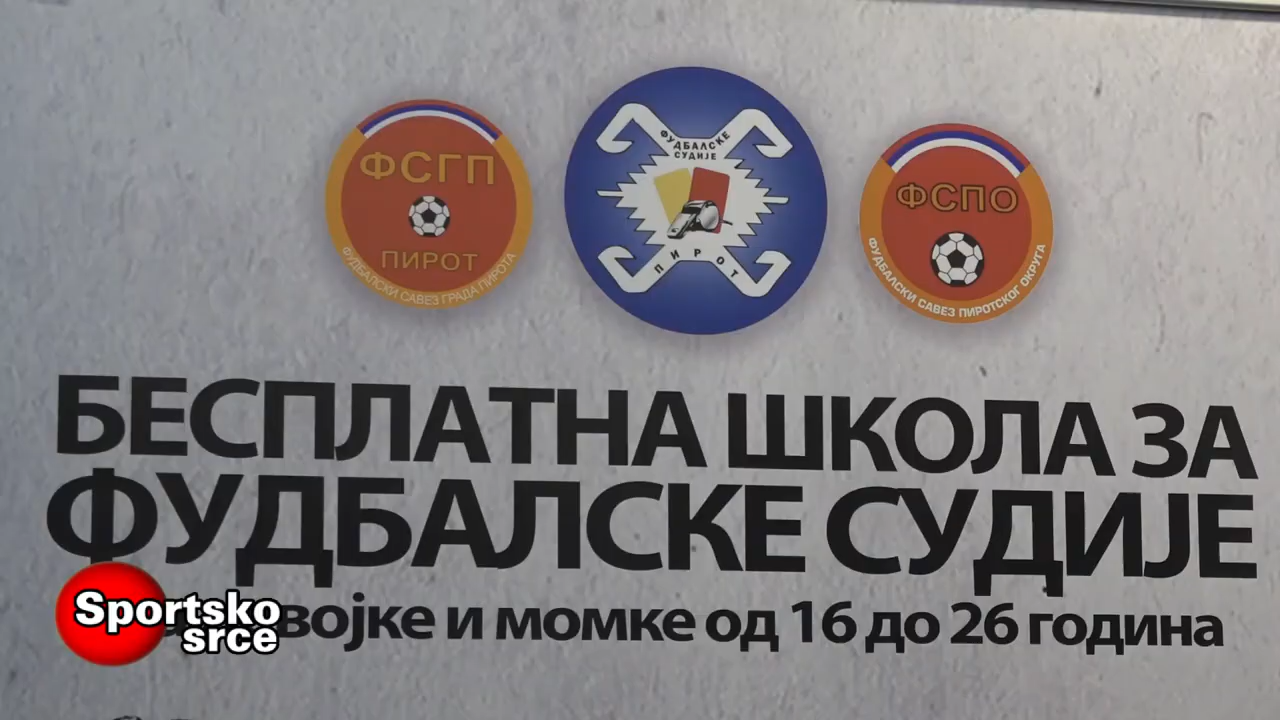 ФСГП
ПИРОТ
ФУДБАЛСКИ САВЕЗ ГРАДА ПИРОТА
ФУДБАЛСКЕ
СУДИЈЕ
ПИРОТ
ФСПО
ФУДБАЛСКИ САВЕЗ ПИРОТСКОГ ОКРУГА
БЕСПЛАТНА ШКОЛА ЗА
ФУДБАЛСКЕ СУДИЈЕ
и момке од 16 до 26 година
Sportsko
srce